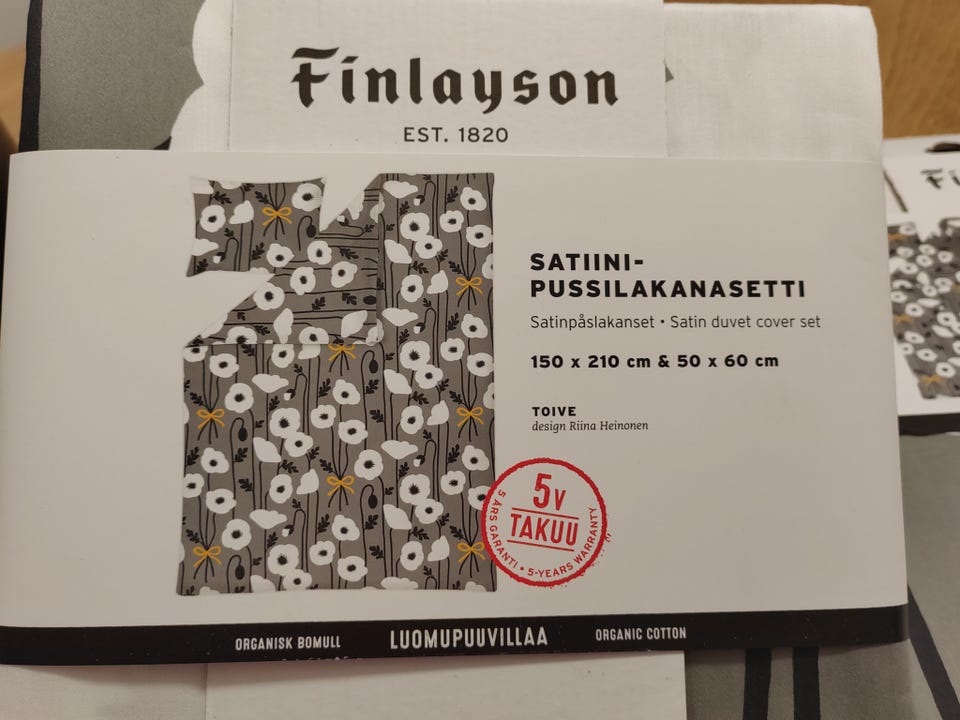 Finlayson
EST. 1820
SATIINI-
PUSSILAKANASETTI
Satinpåslakanset • Satin duvet cover set
150 x 210 cm & 50 x 60 cm
TOIVE
design Riina Heinonen
5v
TAKUU
5 ÅRS GARANTI • 5-YEARS WARRANTY
ORGANISK BOMULL LUOMUPUUVILLAA ORGANIC COTTON
Fi